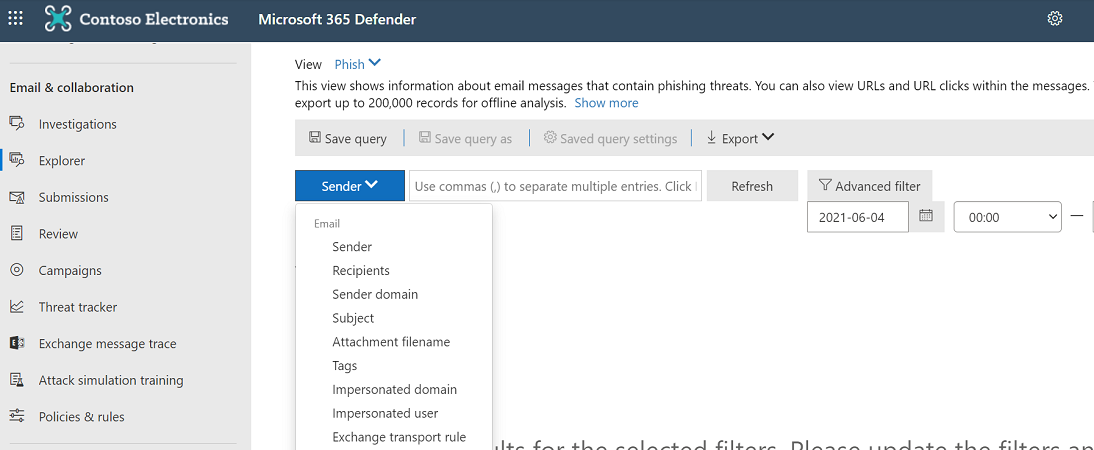 Contoso Electronics Microsoft 365 Defender
Email & collaboration
Investigations
Explorer
Submissions
Review
Campaigns
Threat tracker
Exchange message trace
Attack simulation training
Policies & rules
View Phish
This view shows information about email messages that contain phishing threats. You can also view URLs and URL clicks within the messages.
export up to 200,000 records for offline analysis. Show more
Save query Save query as Saved query settings Export
Sender Use commas (,) to separate multiple entries. Click Refresh Advanced filter
2021-06-04 00:00
Email
Sender
Recipients
Sender domain
Subject
Attachment filename
Tags
Impersonated domain
Impersonated user
Exchange transport rule
for the selected filters. Please update the filters